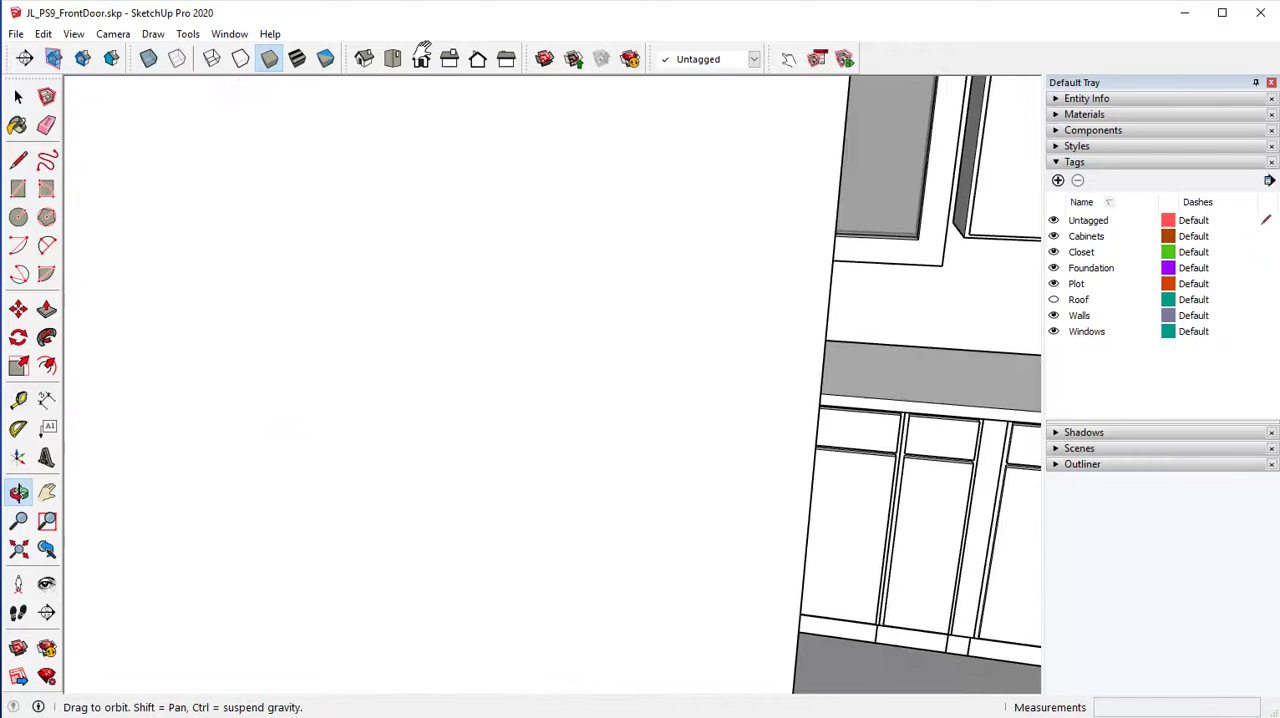 JL_PS9_FrontDoor.skp - SketchUp Pro 2020
File Edit View Camera Draw Tools Window Help
✓ Untagged
Default Tray
Entity Info
Materials
Components
Styles
Tags
Name Dashes
Untagged Default
Cabinets Default
Closet Default
Foundation Default
Plot Default
Roof Default
Walls Default
Windows Default
Shadows
Scenes
Outliner
A1
Drag to orbit. Shift = Pan, Ctrl = suspend gravity.
Measurements